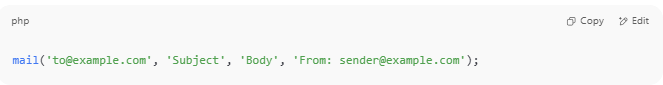 php Copy Edit
mail('to@example.com', 'Subject', 'Body', 'From: sender@example.com');